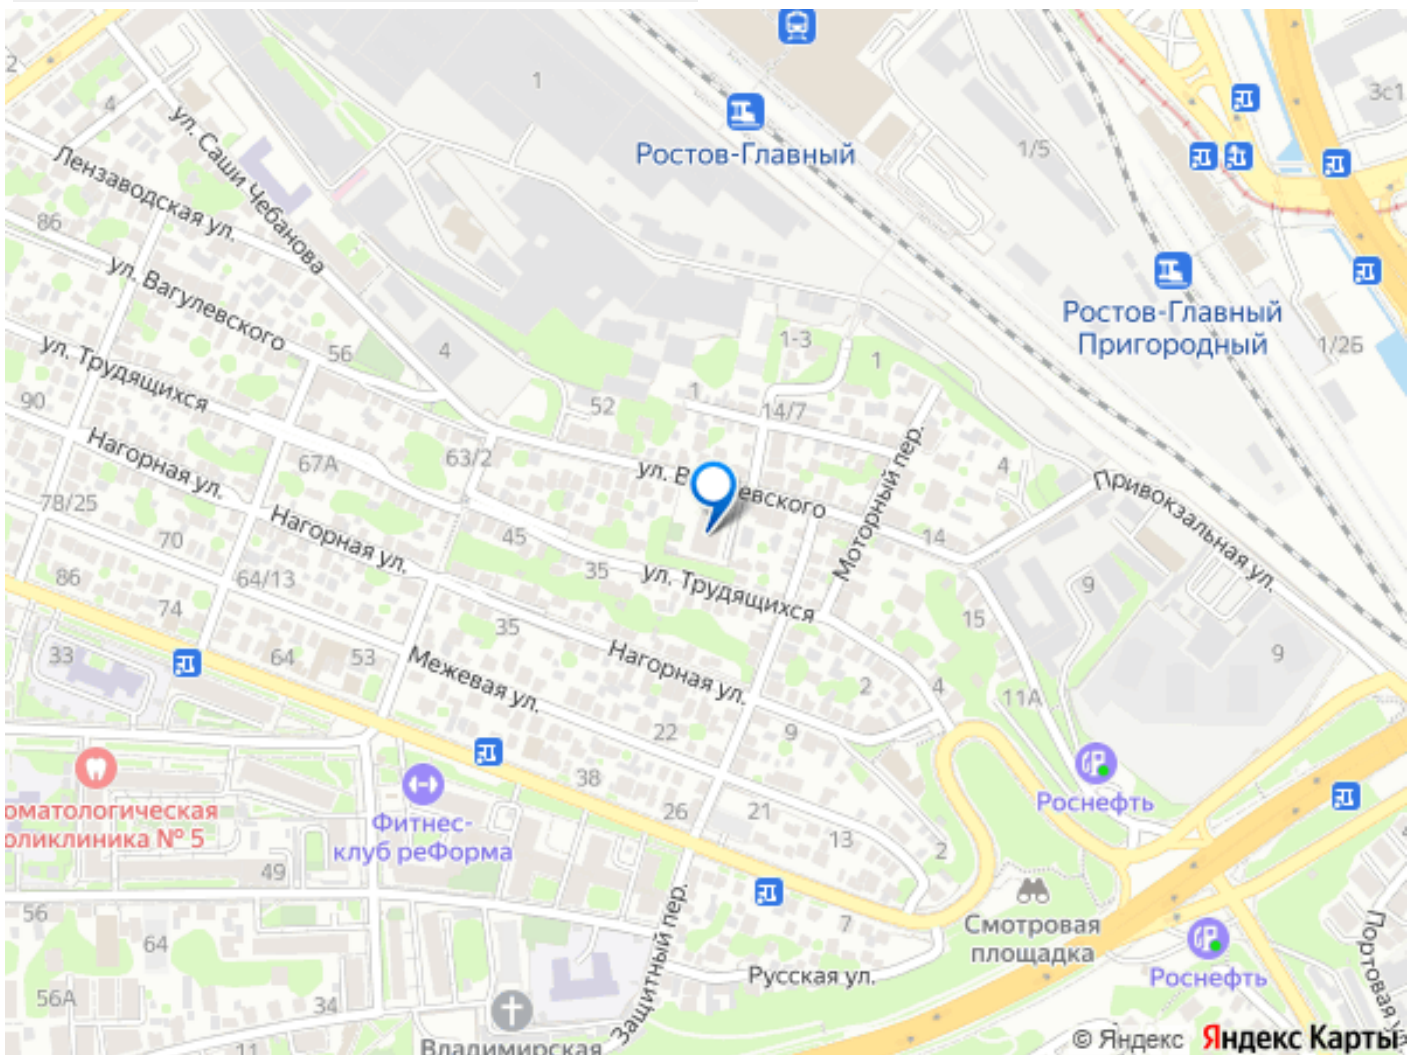 2
1
4
3с1
ул. Саши Чебанова
Ростов-Главный
1/5
Лензаводская ул.
86
ул. Вагулевского
Ростов-Главный
Пригородный
1/2Б
ул. Трудящихся
56
4
1-3
1
90
52
1
14/7
Нагорная ул.
67А
63/2
ул. В
евского
Моторный пер.
4
Привокзальная ул.
78/25
Нагорная ул.
70
45
14
86
64/13
35
ул. Трудящихся
9
74
35
15
33
64
53
Межевая ул.
Нагорная ул.
2
4
11А
9
22
9
38
Роснефть
оматологическая
оликлиника № 5
Фитнес-
клуб реФорма
26
21
13
2
49
56
64
Защитный пер.
7
Смотровая
площадка
Русская ул.
Роснефть
Портовая у
56А
34
11
Владимирская
© Яндекс Яндекс Карты